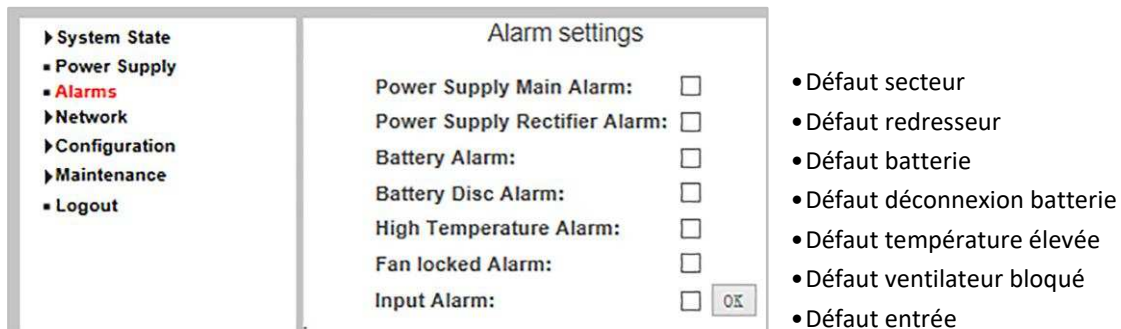 System State
Power Supply
Alarms
Network
Configuration
Maintenance
Logout
Alarm settings
Power Supply Main Alarm:
Power Supply Rectifier Alarm:
Battery Alarm:
Battery Disc Alarm:
High Temperature Alarm:
Fan locked Alarm:
Input Alarm: OK
•Défaut secteur
•Défaut redresseur
•Défaut batterie
•Défaut déconnexion batterie
•Défaut température élevée
•Défaut ventilateur bloqué
•Défaut entrée